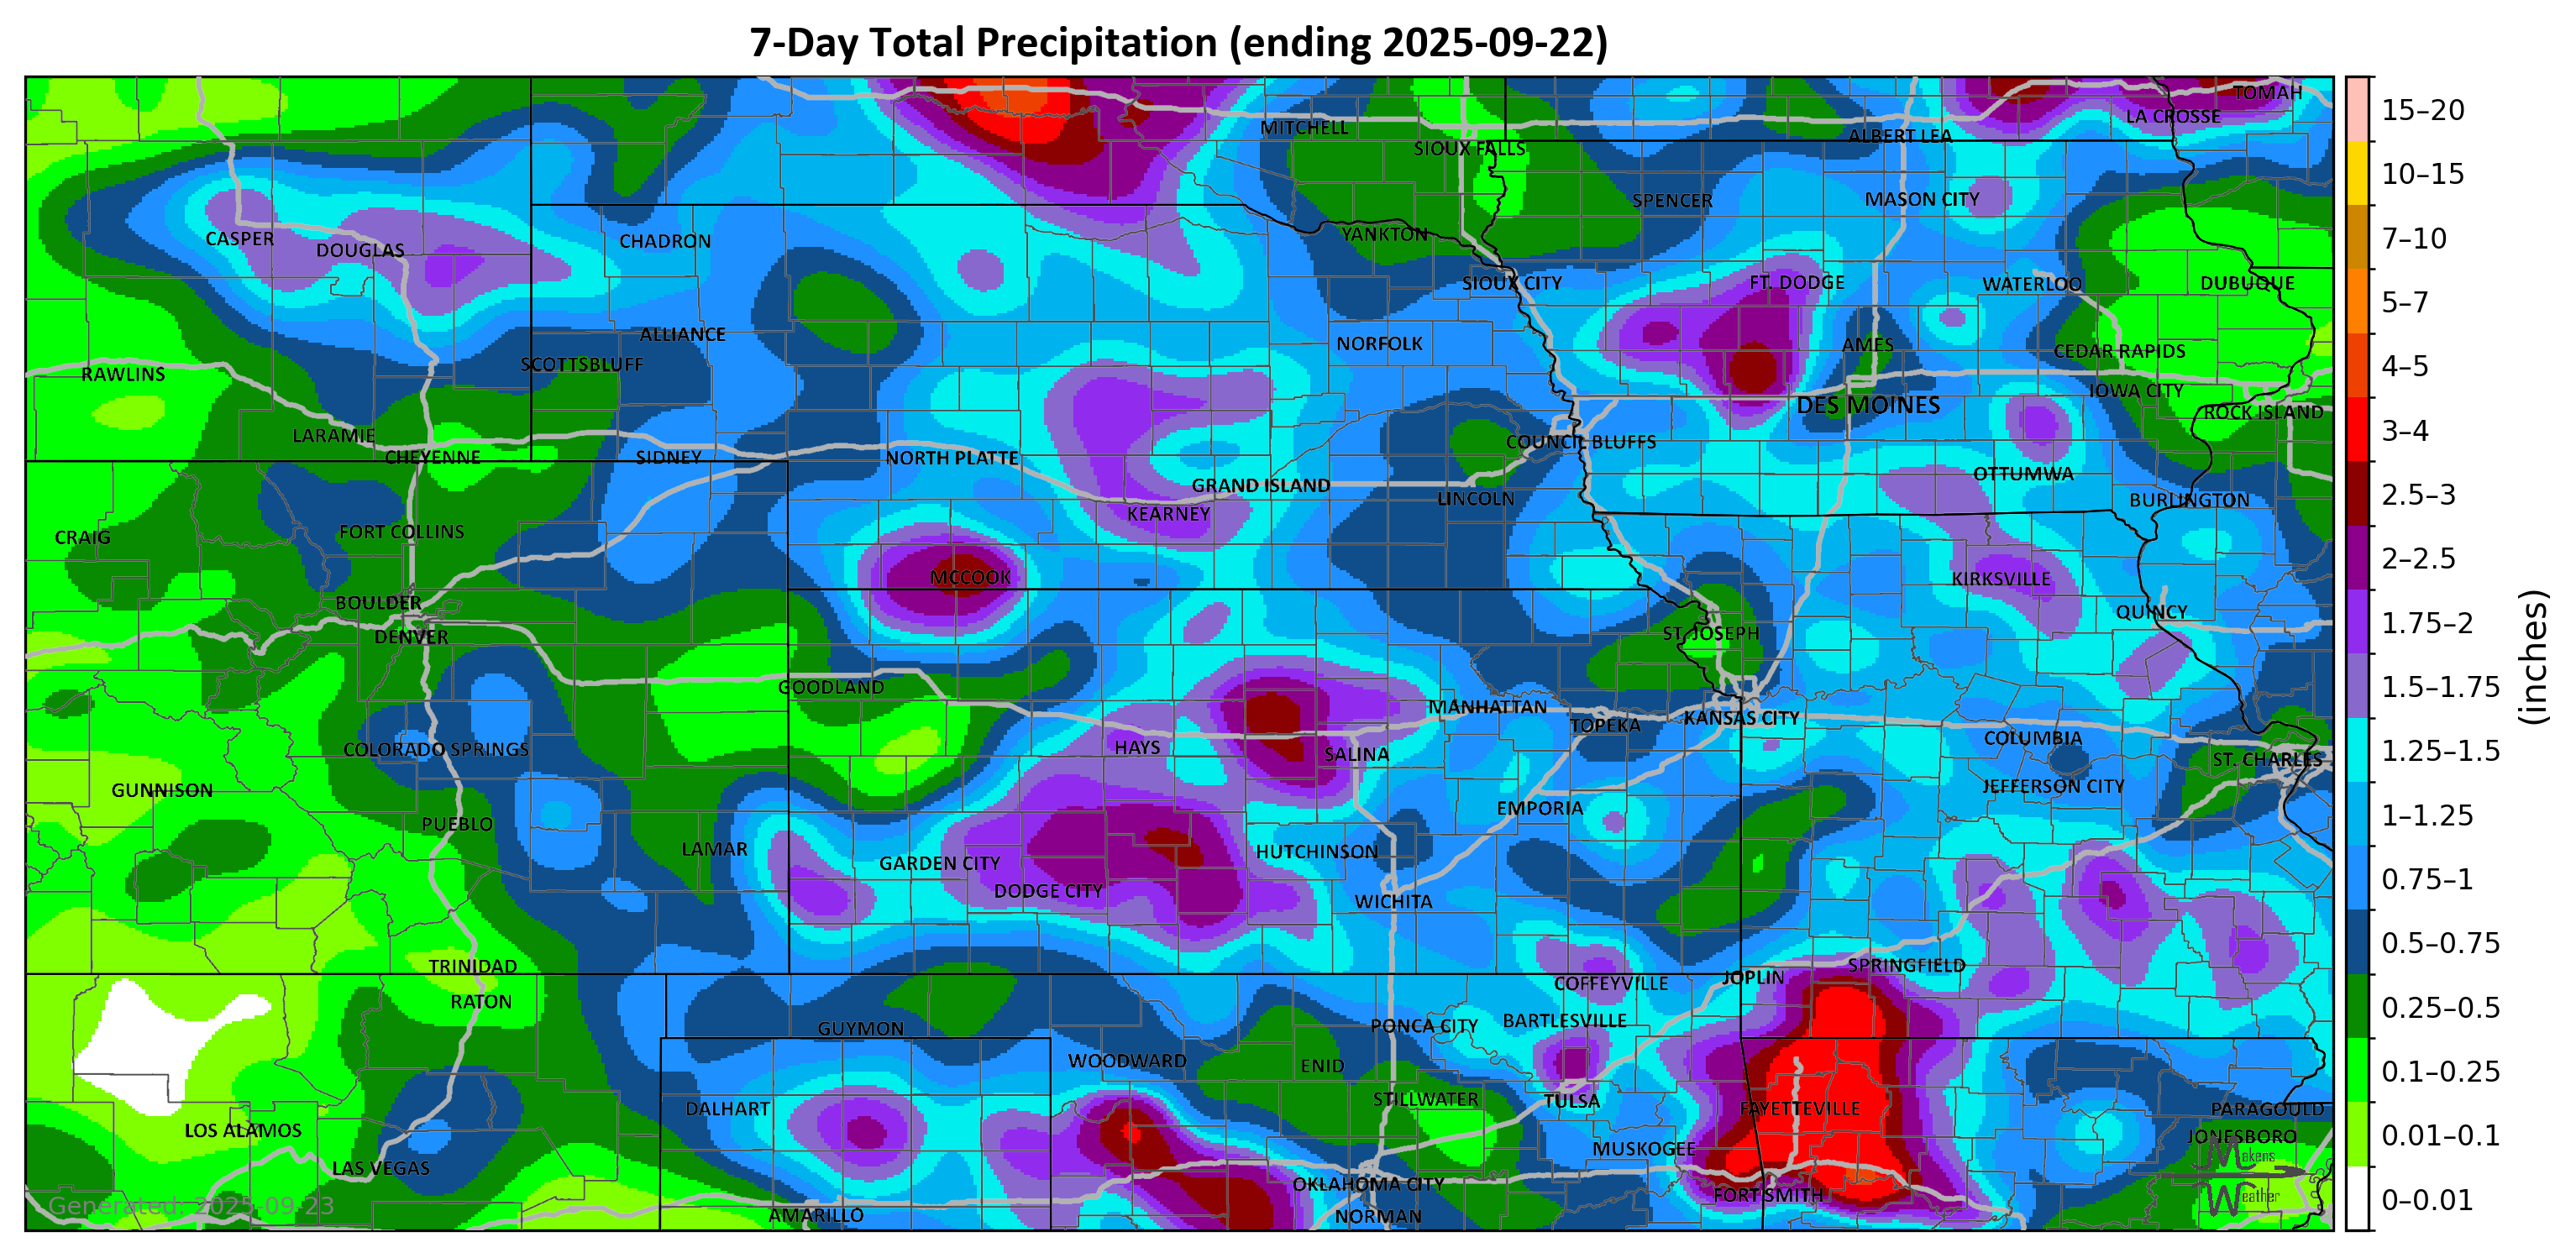 7-Day Total Precipitation (ending 2025-09-22)
TOMAH
LA CROSSE
MITCHELL
ALBERT LEA
SIOUX FALLS
SPENCER
MASON CITY
YANKTON
CASPER
DOUGLAS
CHADRON
SIOUX CITY
FT. DODGE
WATERLOO
DUBUQUE
ALLIANCE
NORFOLK
AMES
CEDAR RAPIDS
SCOTTSBLUFF
RAWLINS
IOWA CITY
DES MOINES
ROCK ISLAND
LARAMIE
COUNCIL BLUFFS
CHEYENNE
SIDNEY
NORTH PLATTE
OTTUMWA
GRAND ISLAND
LINCOLN
BURLINGTON
KEARNEY
FORT COLLINS
CRAIG
MCCOOK
KIRKSVILLE
BOULDER
QUINCY
DENVER
ST. JOSEPH
GOODLAND
MANHATTAN
KANSAS CITY
TOPEKA
COLUMBIA
COLORADO SPRINGS
HAYS
SALINA
ST. CHARLES
GUNNISON
JEFFERSON CITY
EMPORIA
PUEBLO
LAMAR
HUTCHINSON
GARDEN CITY
DODGE CITY
WICHITA
TRINIDAD
SPRINGFIELD
JOPLIN
COFFEYVILLE
RATON
BARTLESVILLE
PONCA CITY
GUYMON
WOODWARD
ENID
STILLWATER
TULSA
DALHART
FAYETTEVILLE
PARAGOULD
LOS ALAMOS
JONESBORO
MUSKOGEE
LAS VEGAS
OKLAHOMA CITY
FORT SMITH
AMARILLO
NORMAN
Generated: 2025-09-23
Makens
Weather
15–20
10–15
7–10
5–7
4–5
3–4
2.5–3
2–2.5
1.75–2
1.5–1.75
1.25–1.5
1–1.25
0.75–1
0.5–0.75
0.25–0.5
0.1–0.25
0.01–0.1
0–0.01
(inches)